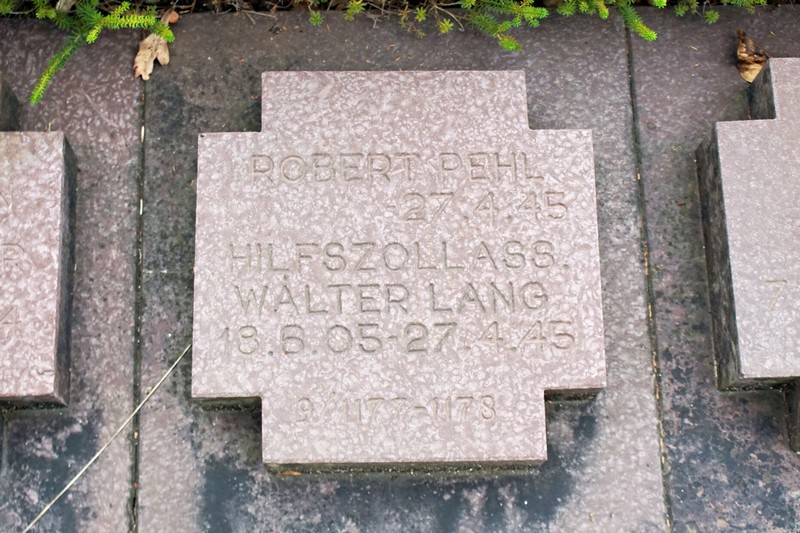 ROBERT PEHL
-27.4.45
HILFSZOLLASS.
WALTER LANG
18.6.05-27.4.45
9/1177-1178